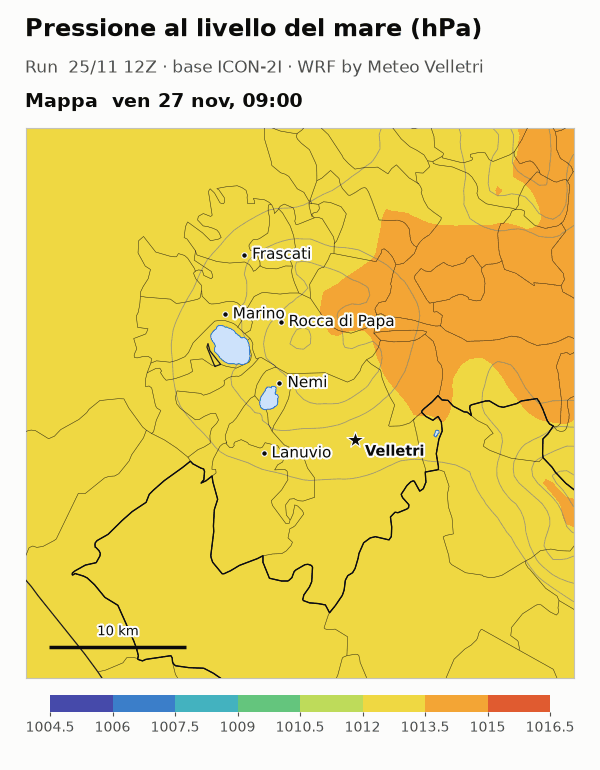 Pressione al livello del mare (hPa)
Run  25/11 12Z · base ICON-2I · WRF by Meteo Velletri
Mappa  ven 27 nov, 09:00
Frascati
Marino
Rocca di Papa
Nemi
Velletri
Lanuvio
10 km
1004.5 1006 1007.5 1009 1010.5 1012 1013.5 1015 1016.5